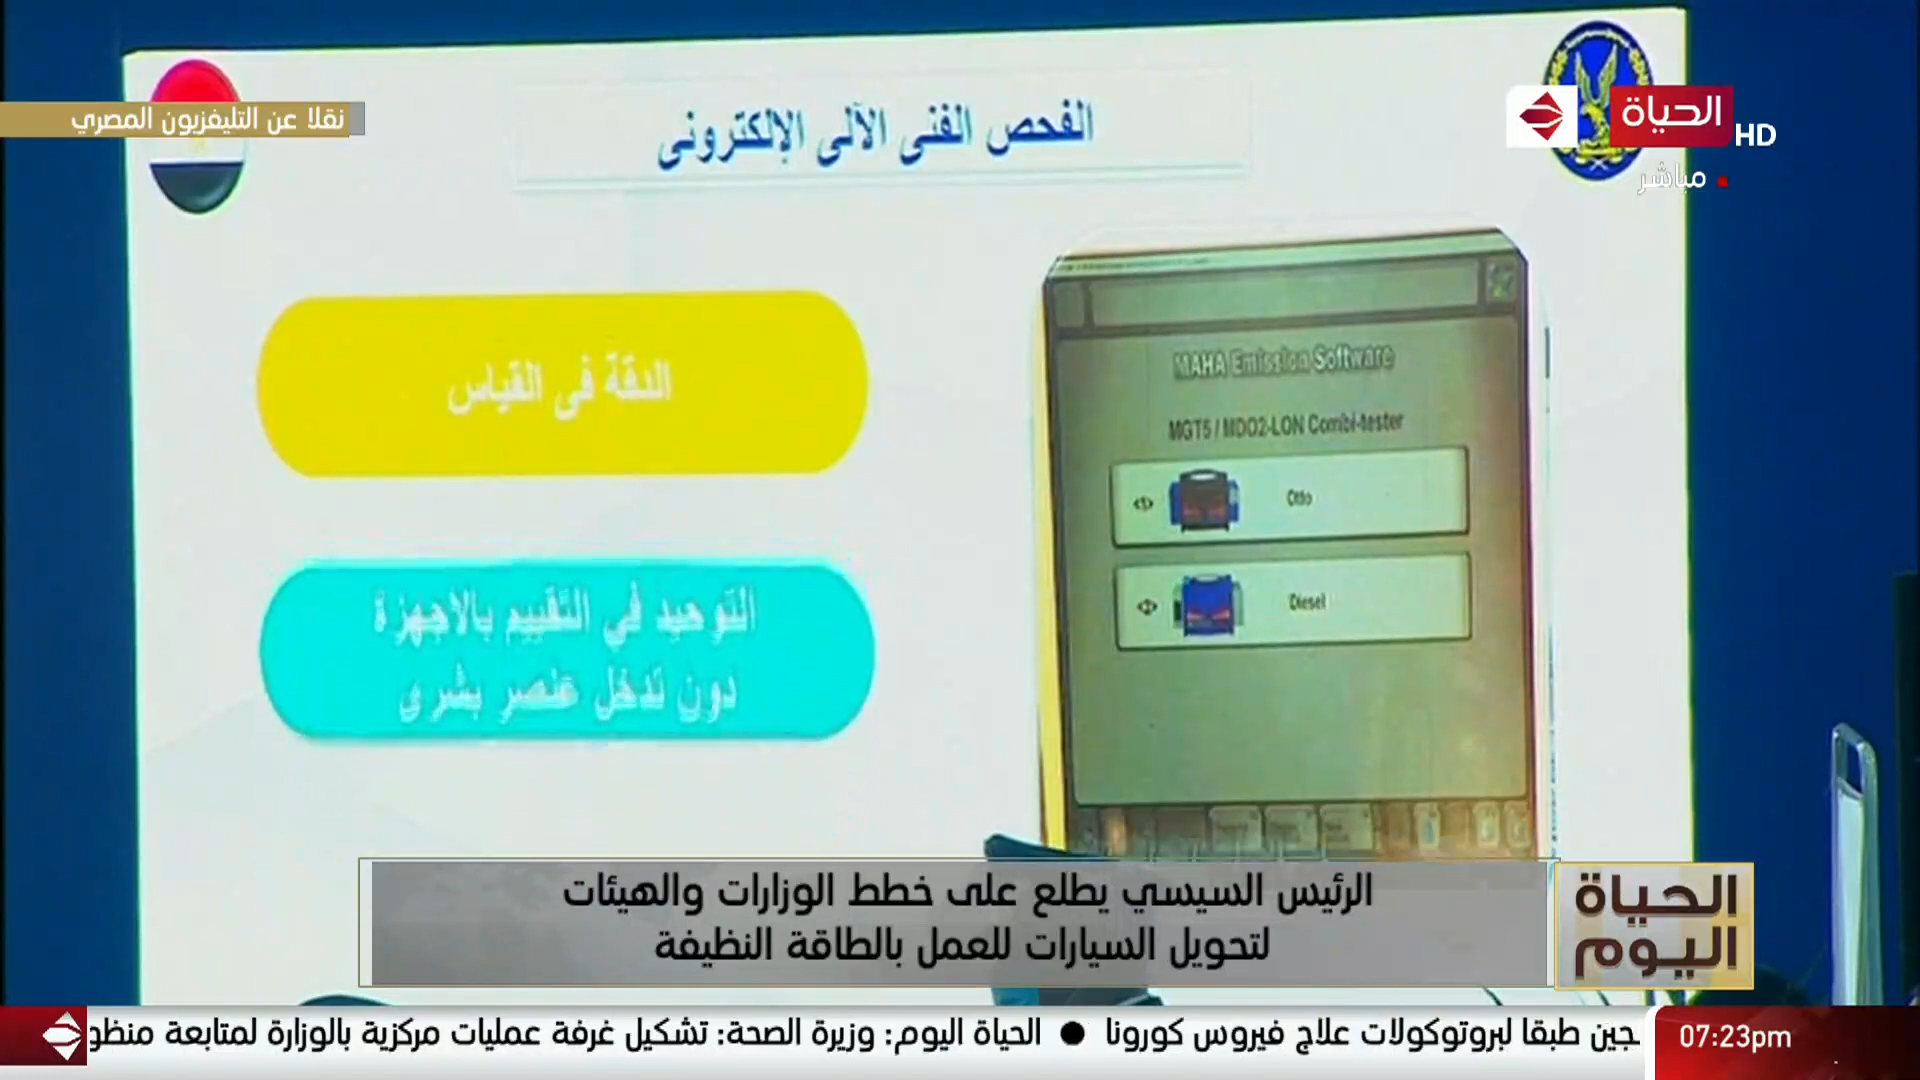 نقلا عن التليفزيون المصري
الحياة HD
مباشر
الفحص الفنى الآلى الإلكترونى
الدقة فى القياس
التوحيد في التقييم بالاجهزة
دون تدخل عنصر بشرى
MAHA Emission Software
MGT5 / MDO2-LON Combi-tester
Otto
Diesel
الرئيس السيسي يطلع على خطط الوزارات والهيئات
لتحويل السيارات للعمل بالطاقة النظيفة
الحياة
اليوم
جين طبقا لبروتوكولات علاج فيروس كورونا ● الحياة اليوم: وزيرة الصحة: تشكيل غرفة عمليات مركزية بالوزارة لمتابعة منظو
07:23pm